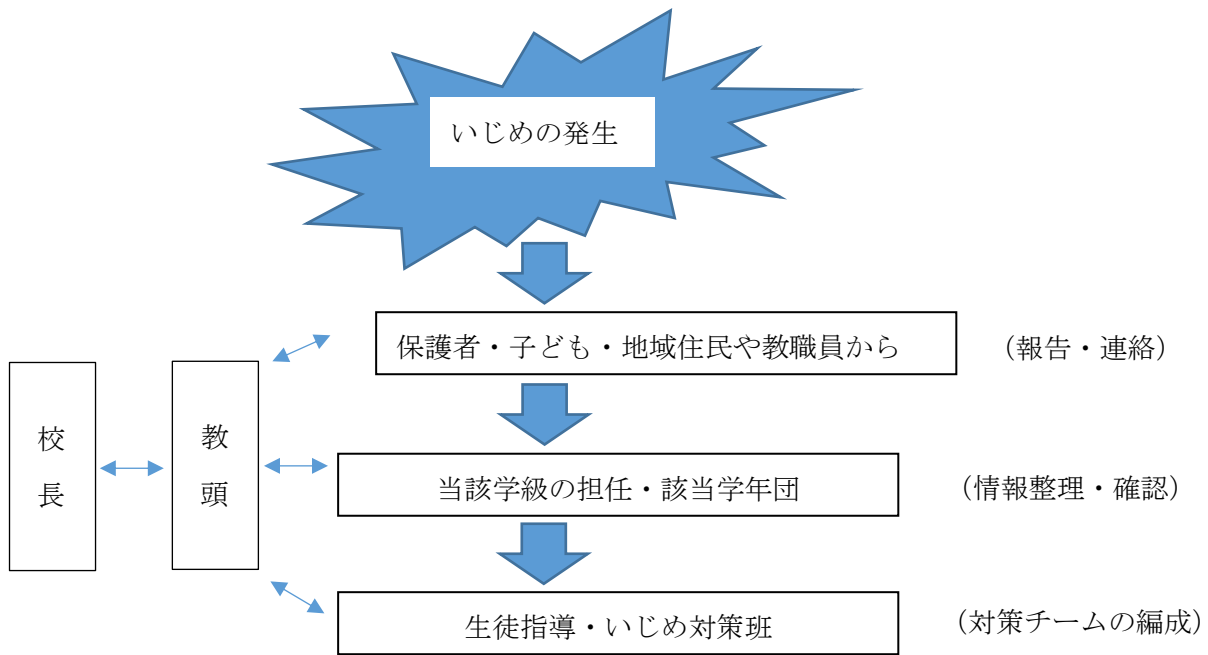 いじめの発生
保護者・子ども・地域住民や教職員から
（報告・連絡）
校長
教頭
当該学級の担任・該当学年団
（情報整理・確認）
生徒指導・いじめ対策班
（対策チームの編成）